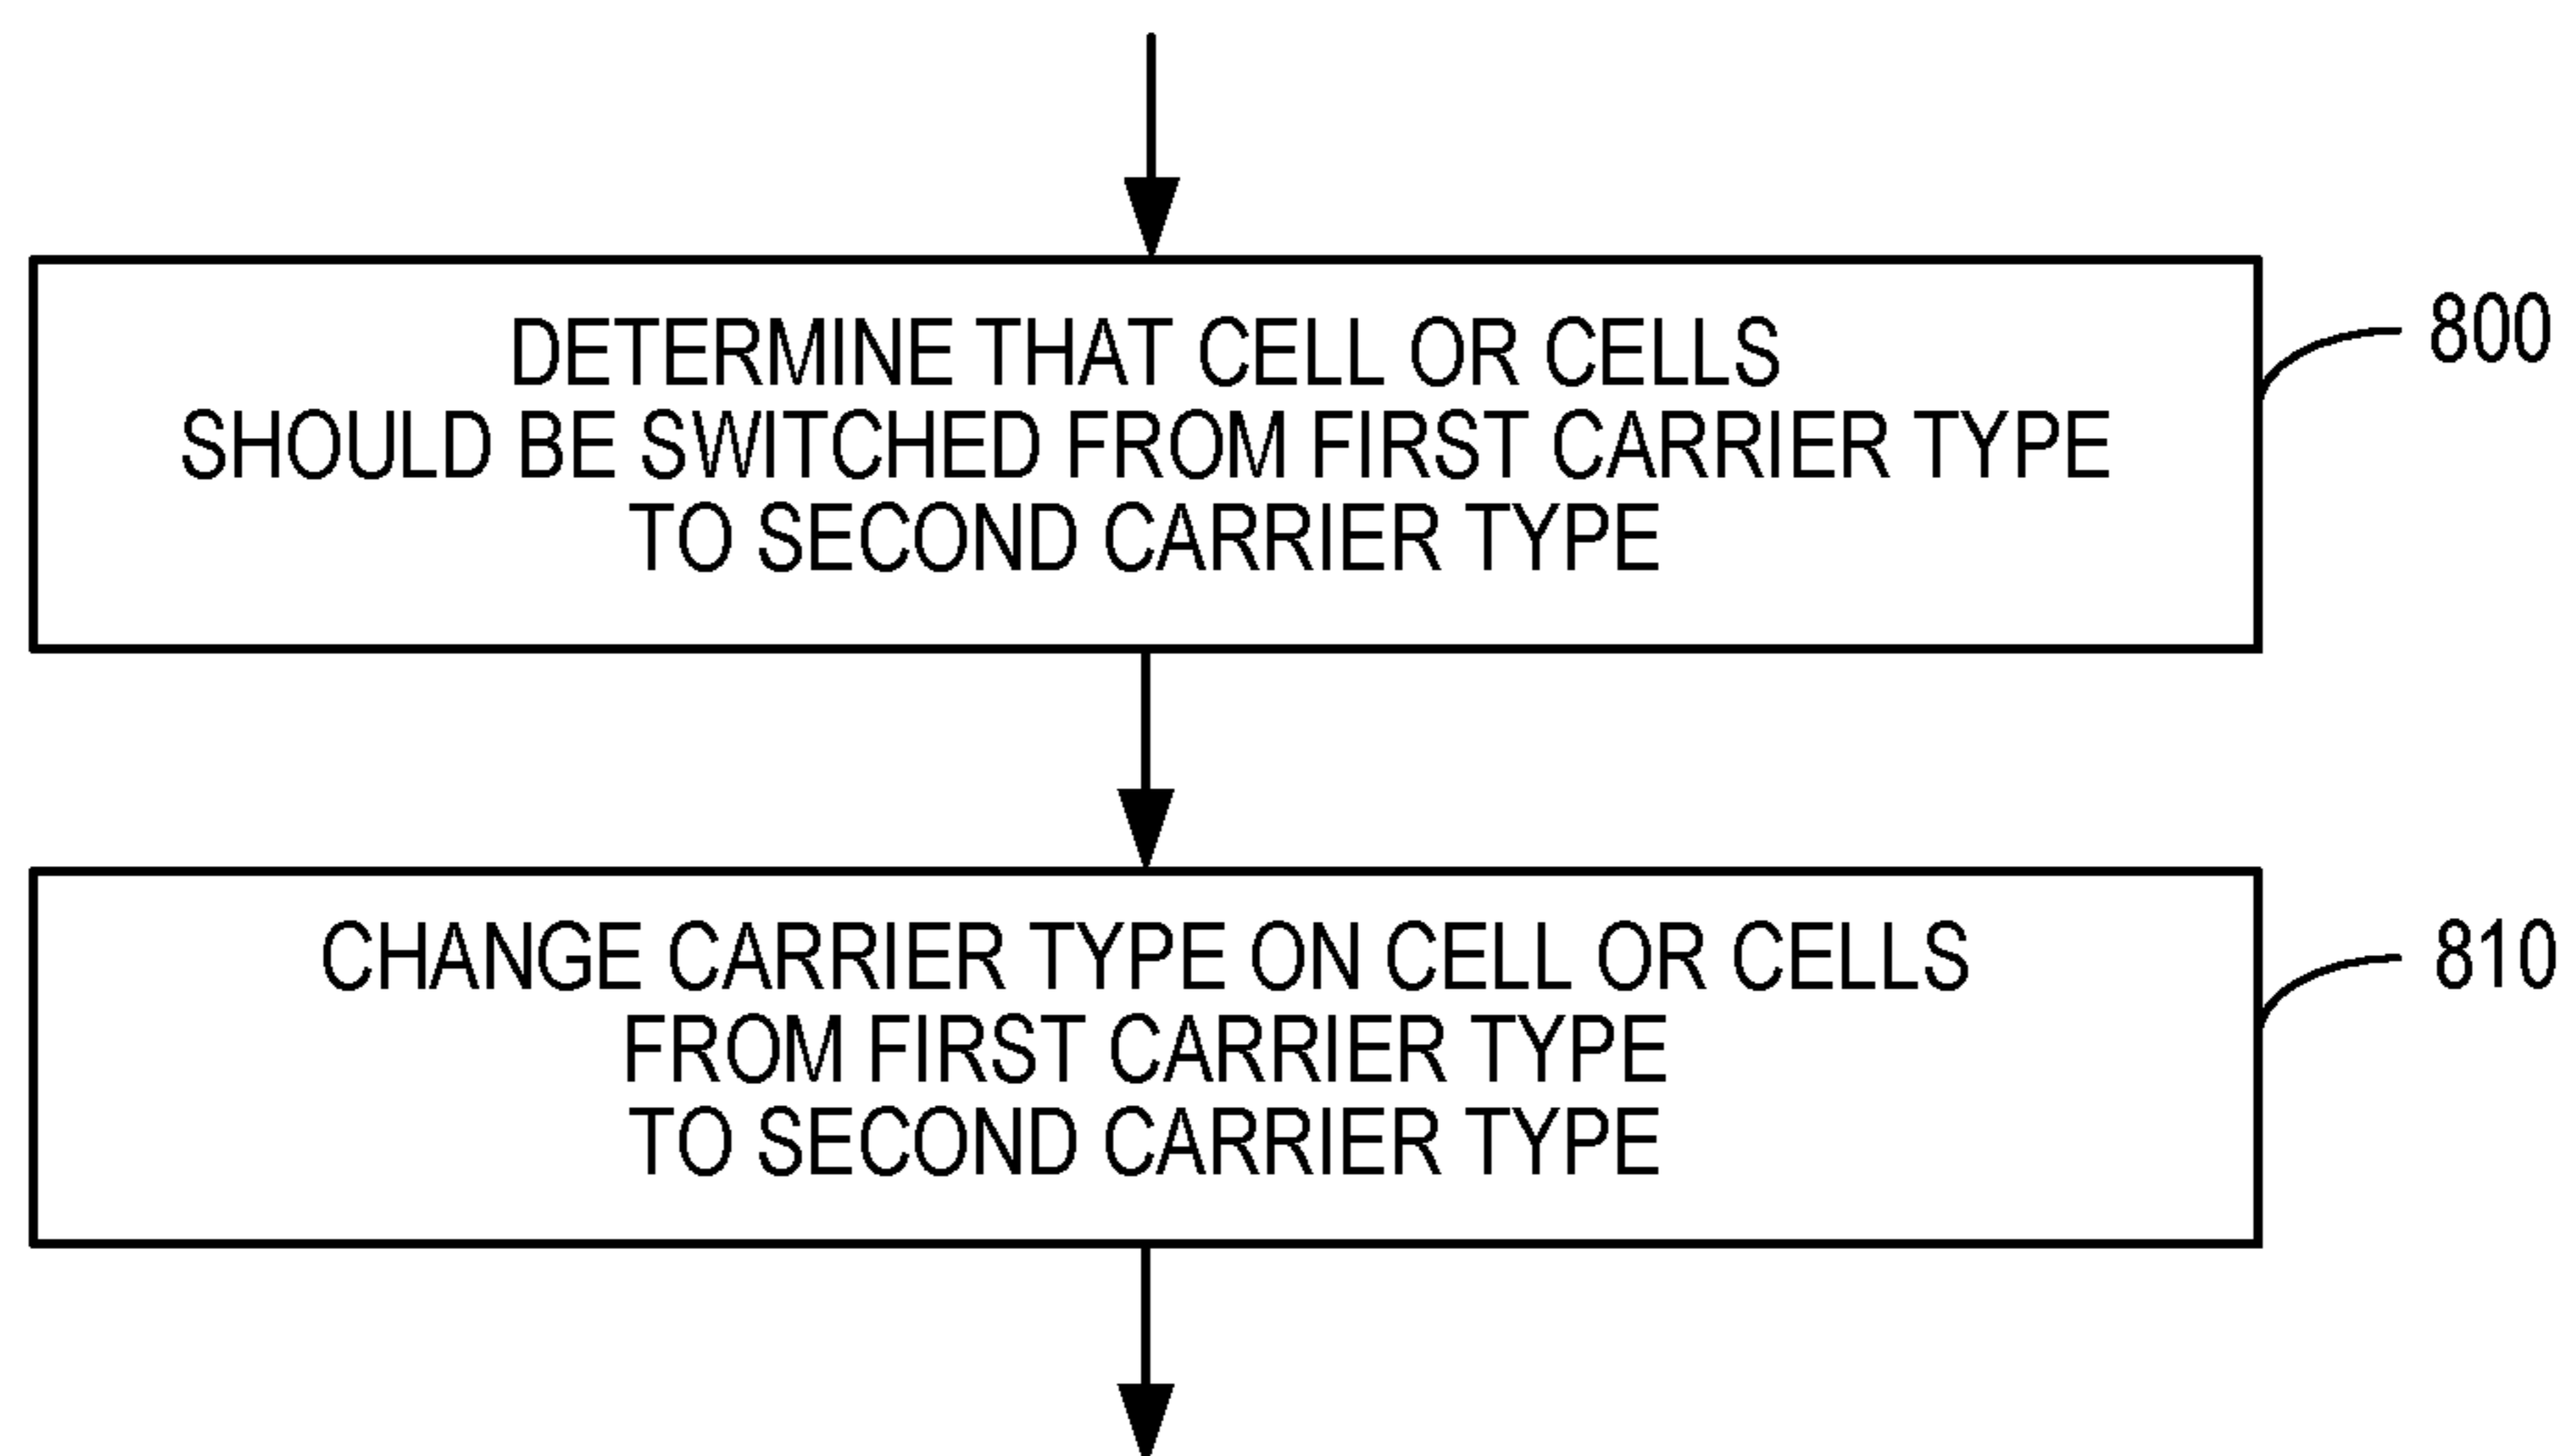 DETERMINE THAT CELL OR CELLS
800
SHOULD BE SWITCHED FROM FIRST CARRIER TYPE
TO SECOND CARRIER TYPE
CHANGE CARRIER TYPE ON CELL OR CELLS
810
FROM FIRST CARRIER TYPE
TO SECOND CARRIER TYPE